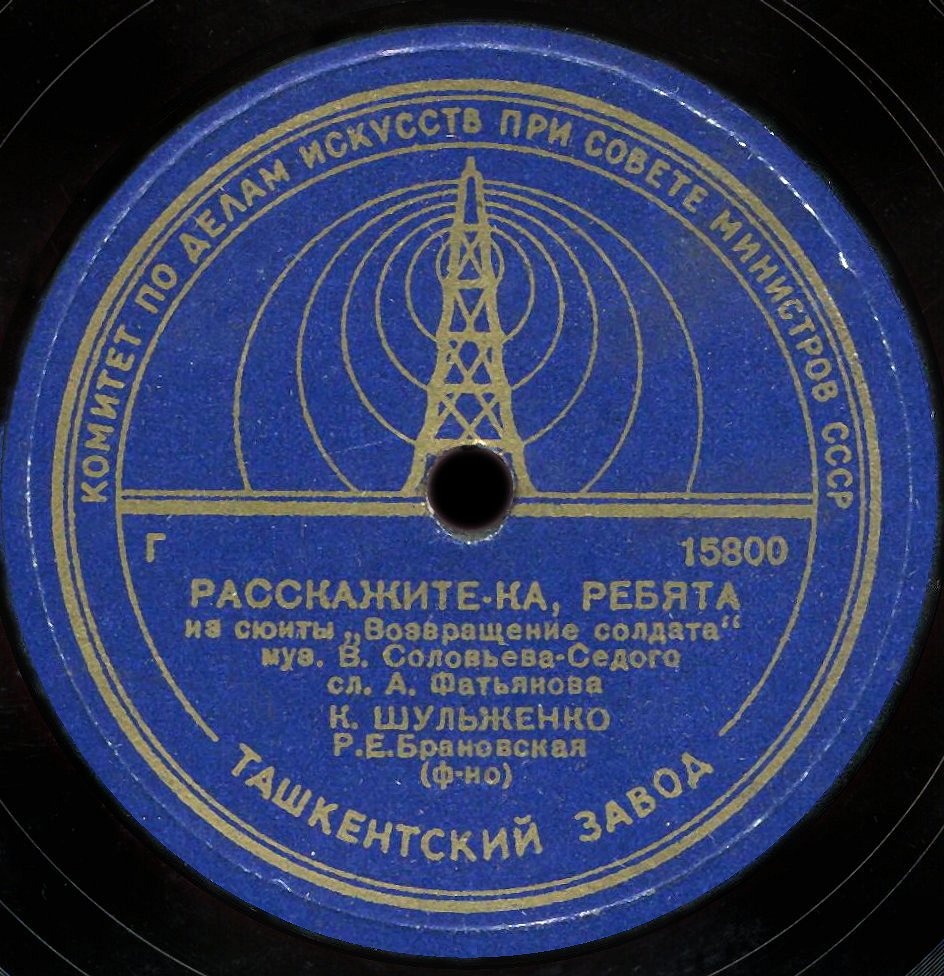 КОМИТЕТ ПО ДЕЛАМ ИСКУССТВ ПРИ СОВЕТЕ МИНИСТРОВ СССР
Г 15800
РАССКАЖИТЕ-КА, РЕБЯТА
из сюиты „Возвращение солдата“
муз. В. Соловьева-Седого
сл. А. Фатьянова
К. ШУЛЬЖЕНКО
Р.Е.Брановская
(ф-но)
ТАШКЕНТСКИЙ ЗАВОД